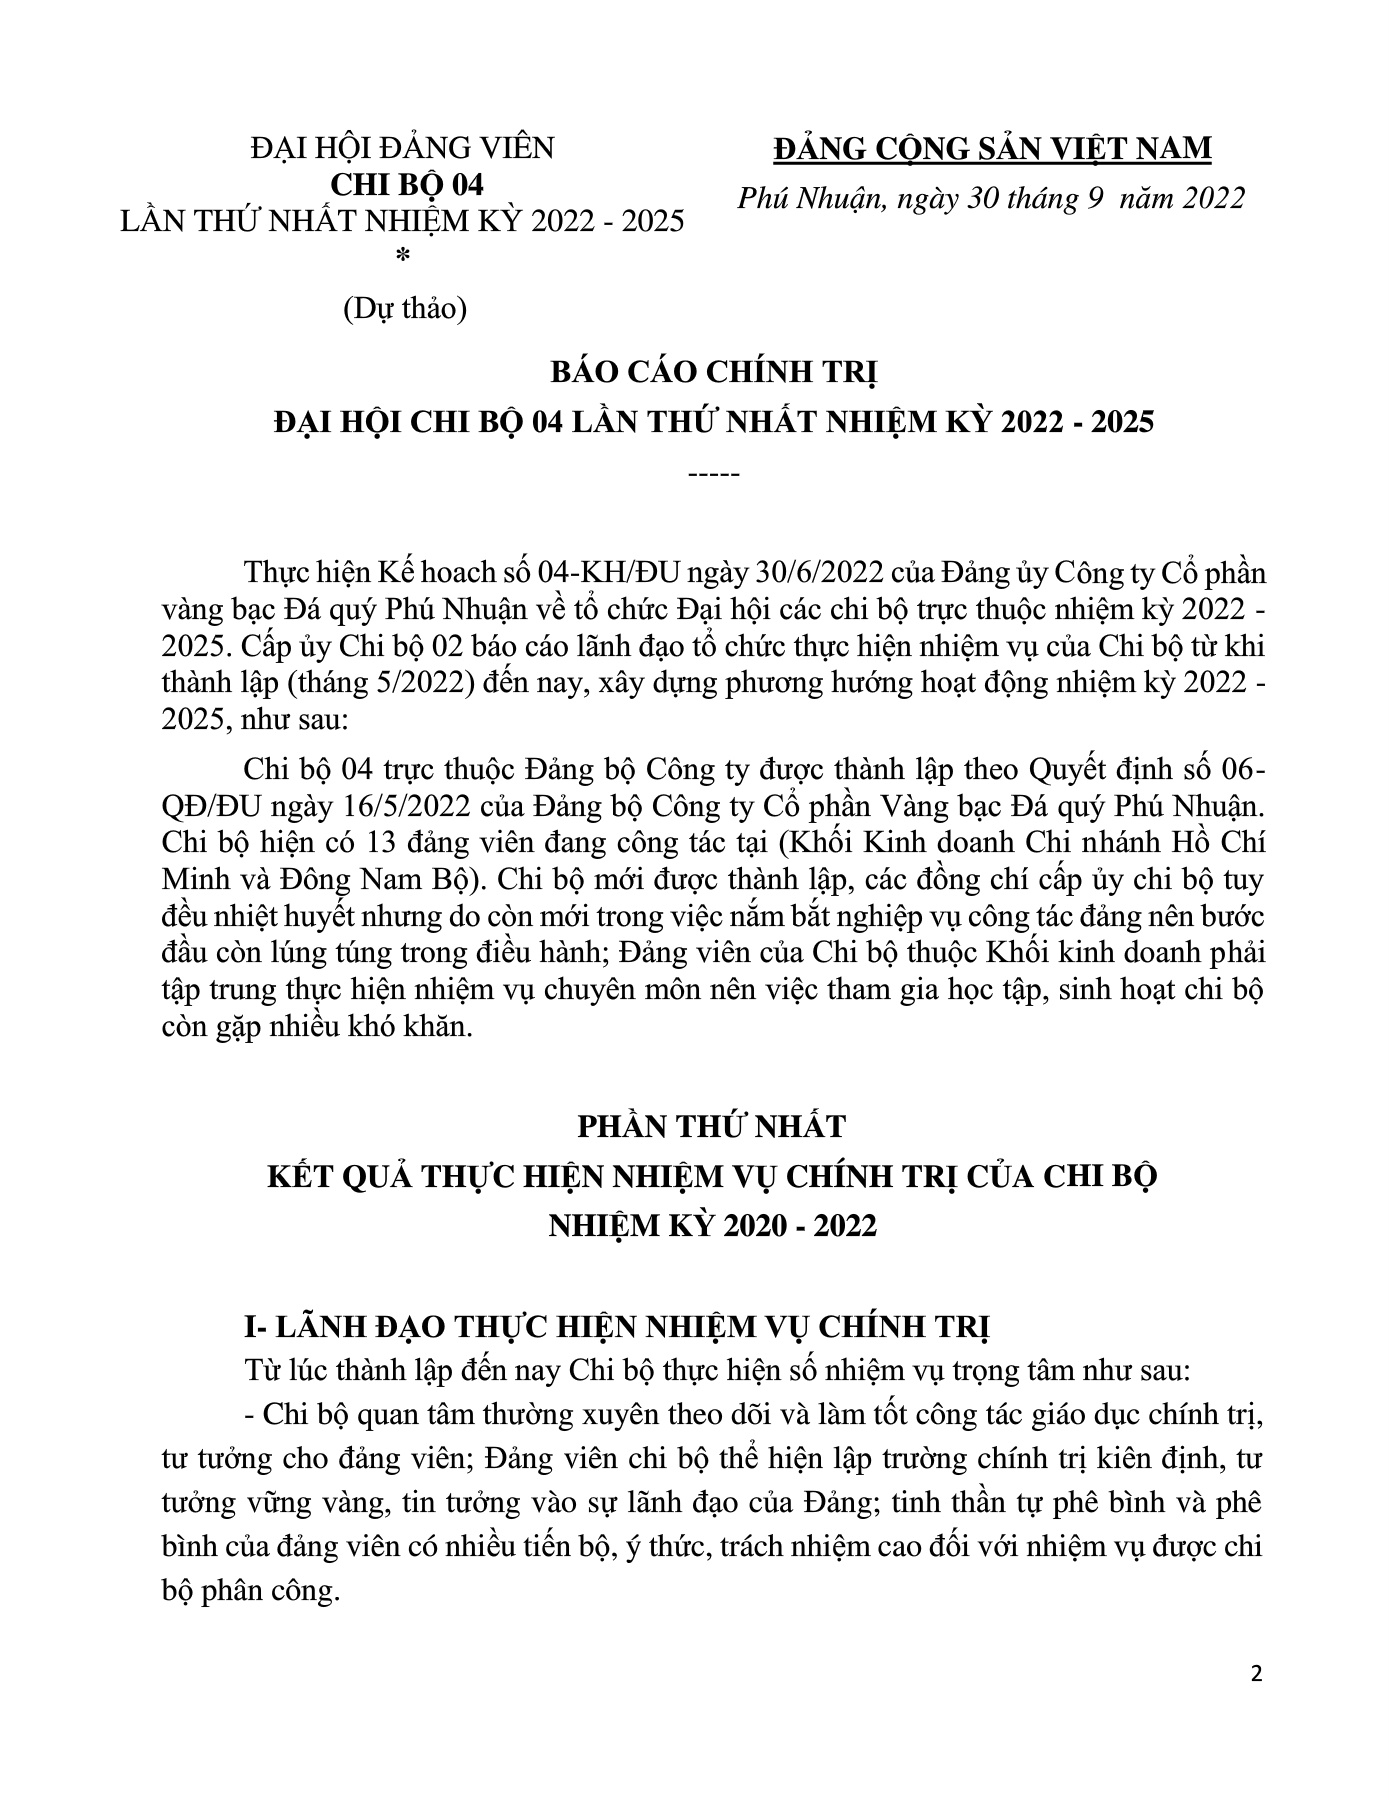 ĐẠI HỘI ĐẢNG VIÊN
CHI BỘ 04
LẦN THỨ NHẤT NHIỆM KỲ 2022 - 2025
*
(Dự thảo)
ĐẢNG CỘNG SẢN VIỆT NAM
Phú Nhuận, ngày 30 tháng 9 năm 2022
BÁO CÁO CHÍNH TRỊ
ĐẠI HỘI CHI BỘ 04 LẦN THỨ NHẤT NHIỆM KỲ 2022 - 2025
-----
Thực hiện Kế hoach số 04-KH/ĐU ngày 30/6/2022 của Đảng ủy Công ty Cổ phần
vàng bạc Đá quý Phú Nhuận về tổ chức Đại hội các chi bộ trực thuộc nhiệm kỳ 2022 -
2025. Cấp ủy Chi bộ 02 báo cáo lãnh đạo tổ chức thực hiện nhiệm vụ của Chi bộ từ khi
thành lập (tháng 5/2022) đến nay, xây dựng phương hướng hoạt động nhiệm kỳ 2022 -
2025, như sau:
Chi bộ 04 trực thuộc Đảng bộ Công ty được thành lập theo Quyết định số 06-
QĐ/ĐU ngày 16/5/2022 của Đảng bộ Công ty Cổ phần Vàng bạc Đá quý Phú Nhuận.
Chi bộ hiện có 13 đảng viên đang công tác tại (Khối Kinh doanh Chi nhánh Hồ Chí
Minh và Đông Nam Bộ). Chi bộ mới được thành lập, các đồng chí cấp ủy chi bộ tuy
đều nhiệt huyết nhưng do còn mới trong việc nắm bắt nghiệp vụ công tác đảng nên bước
đầu còn lúng túng trong điều hành; Đảng viên của Chi bộ thuộc Khối kinh doanh phải
tập trung thực hiện nhiệm vụ chuyên môn nên việc tham gia học tập, sinh hoạt chi bộ
còn gặp nhiều khó khăn.
PHẦN THỨ NHẤT
KẾT QUẢ THỰC HIỆN NHIỆM VỤ CHÍNH TRỊ CỦA CHI BỘ
NHIỆM KỲ 2020 - 2022
I- LÃNH ĐẠO THỰC HIỆN NHIỆM VỤ CHÍNH TRỊ
Từ lúc thành lập đến nay Chi bộ thực hiện số nhiệm vụ trọng tâm như sau:
- Chi bộ quan tâm thường xuyên theo dõi và làm tốt công tác giáo dục chính trị,
tư tưởng cho đảng viên; Đảng viên chi bộ thể hiện lập trường chính trị kiên định, tư
tưởng vững vàng, tin tưởng vào sự lãnh đạo của Đảng; tinh thần tự phê bình và phê
bình của đảng viên có nhiều tiến bộ, ý thức, trách nhiệm cao đối với nhiệm vụ được chi
bộ phân công.
2